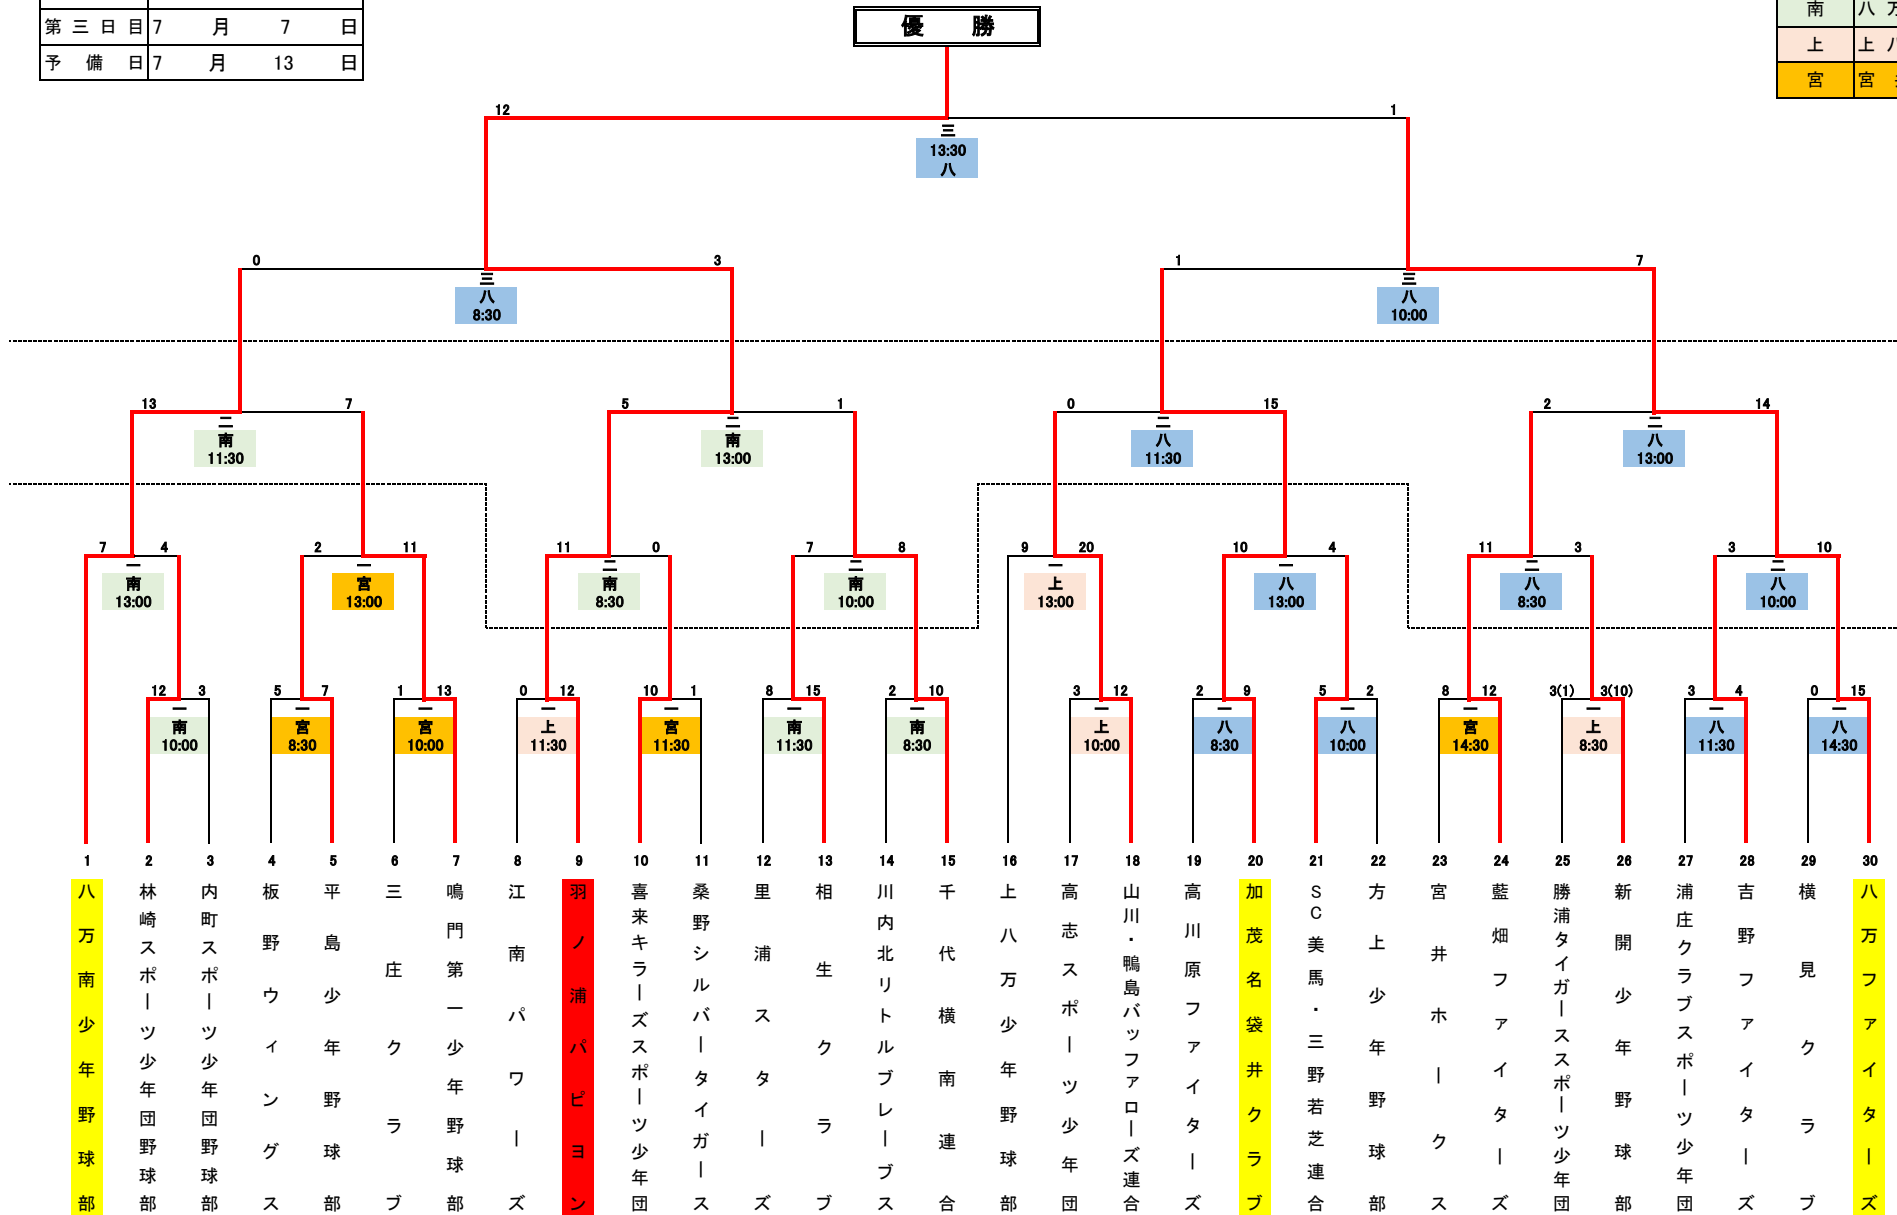 第三日目 7 月 7 日
予備日 7 月 13 日
優勝
南 八万
上 上八
宮 宮
12 1
三
13:30
八
0 3 1 7
三 三
八 八
8:30 10:00
13 7 5 1 0 15 2 14
二 二 二 二
南 南 八 八
11:30 13:00 11:30 13:00
7 4 2 11 11 0 7 8 9 20 10 4 11 3 3 10
一 一 二 二 一 一 二 二
南 宮 南 南 上 八 八 八
13:00 13:00 8:30 10:00 13:00 13:00 8:30 10:00
12 3 5 7 1 13 0 12 10 1 8 15 2 10 3 12 2 9 5 2 8 12 3(1) 3(10) 3 4 0 15
一 一 一 一 一 一 一 一 一 一 一 一 一 一
南 宮 宮 上 宮 南 南 上 八 八 宮 上 八 八
10:00 8:30 10:00 11:30 11:30 11:30 8:30 10:00 8:30 10:00 14:30 8:30 11:30 14:30
1 2 3 4 5 6 7 8 9 10 11 12 13 14 15 16 17 18 19 20 21 22 23 24 25 26 27 28 29 30
八万南少年野球部
林崎スポーツ少年団野球部
内町スポーツ少年団野球部
板野ウィングス
平島少年野球部
三庄クラブ
鳴門第一少年野球部
江南パワーズ
羽ノ浦パピヨン
喜来キラーズスポーツ少年団
桑野シルバータイガース
里浦スターズ
相生クラブ
川内北リトルブレーブス
千代横南連合
上八万少年野球部
高志スポーツ少年団
山川・鴨島バッファローズ連合
高川原ファイターズ
加茂名袋井クラブ
SC美馬・三野若芝連合
方上少年野球部
宮井ホークス
藍畑ファイターズ
勝浦タイガーススポーツ少年団
新開少年野球部
浦庄クラブスポーツ少年団
吉野ファイターズ
横見クラブ
八万ファイターズ